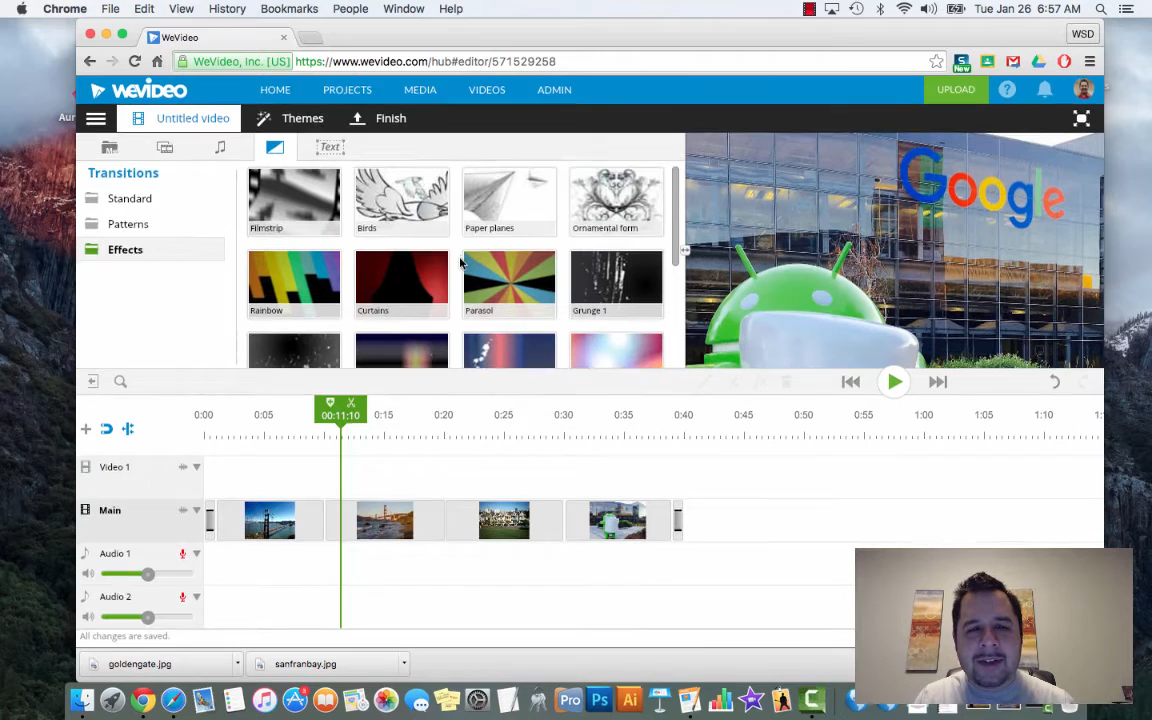 Chrome File Edit View History Bookmarks People Window Help Tue Jan 26 6:57 AM
WeVideo WSD
WeVideo, Inc. [US] https://www.wevideo.com/hub#editor/571529258 New
WEVIDEO HOME PROJECTS MEDIA VIDEOS ADMIN UPLOAD
Untitled video Themes Finish
Text
Transitions
Standard
Patterns
Effects
Filmstrip Birds Paper planes Ornamental form
Rainbow Curtains Parasol Grunge 1
Google
0:00 0:05 00:11:10 0:15 0:20 0:25 0:30 0:35 0:40 0:45 0:50 0:55 1:00 1:05 1:10
Video 1
Main
Audio 1
Audio 2
All changes are saved.
goldengate.jpg sanfranbay.jpg
Pro Ps Ai